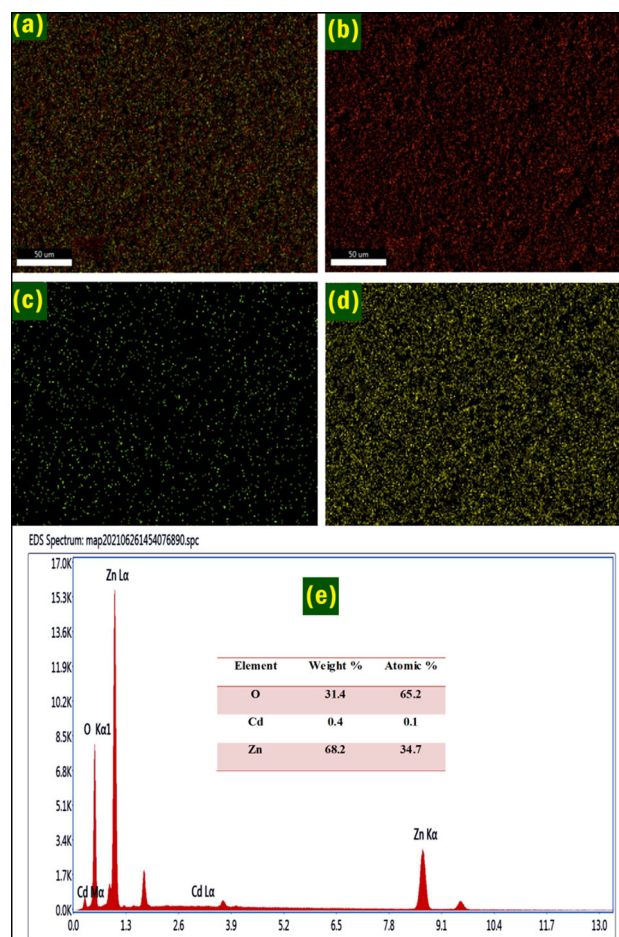 (a)
(b)
50 um
50 um
(c)
(d)
EDS Spectrum: map202106261454076890.spc
(e)
17.0K
15.3K
13.6K
11.9K
10.2K
8.5K
6.8K
5.1K
3.4K
1.7K
0.0K
Zn Lα
O Kα1
Cd Mα
Cd Lα
Zn Kα
Element Weight % Atomic %
O 31.4 65.2
Cd 0.4 0.1
Zn 68.2 34.7
0.0 1.3 2.6 3.9 5.2 6.5 7.8 9.1 10.4 11.7 13.0